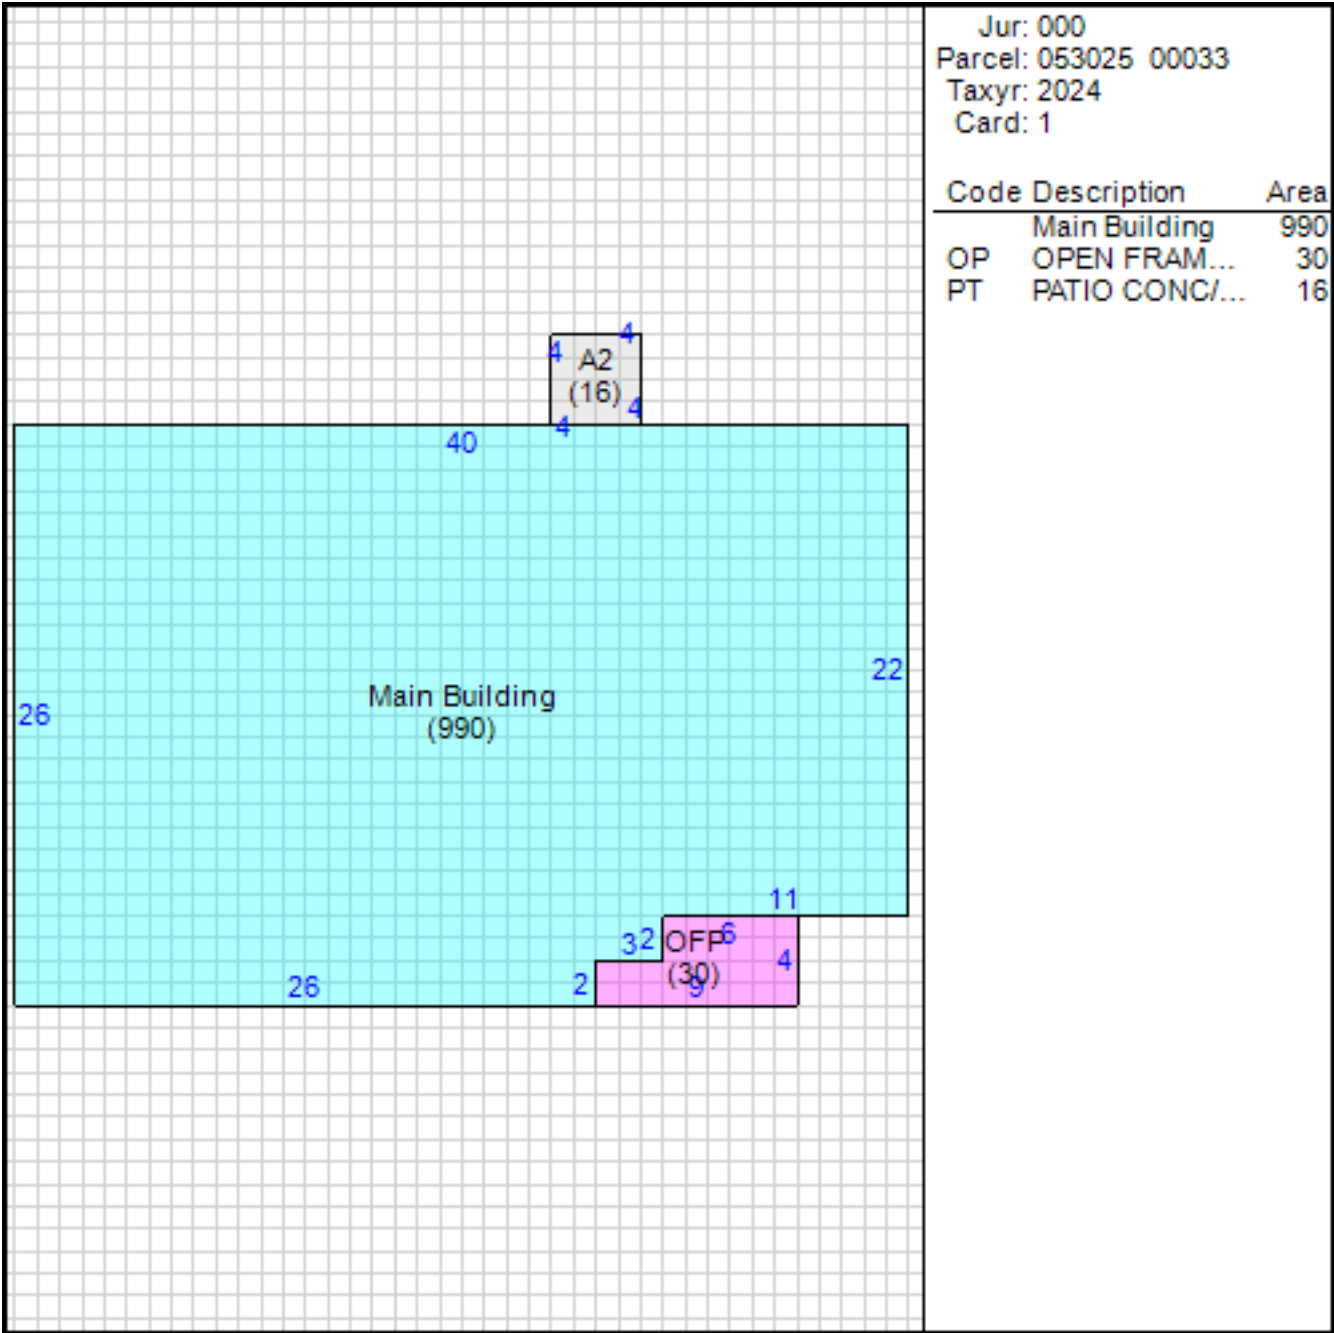 Jur: 000
Parcel: 053025 00033
Taxyr: 2024
Card: 1
Code Description Area
Main Building 990
OP OPEN FRAM... 30
PT PATIO CONC/... 16
4
4
A2
(16)
4
4
40
22
Main Building
(990)
26
11
3
2
OFP
6
4
(30)
2
9
26